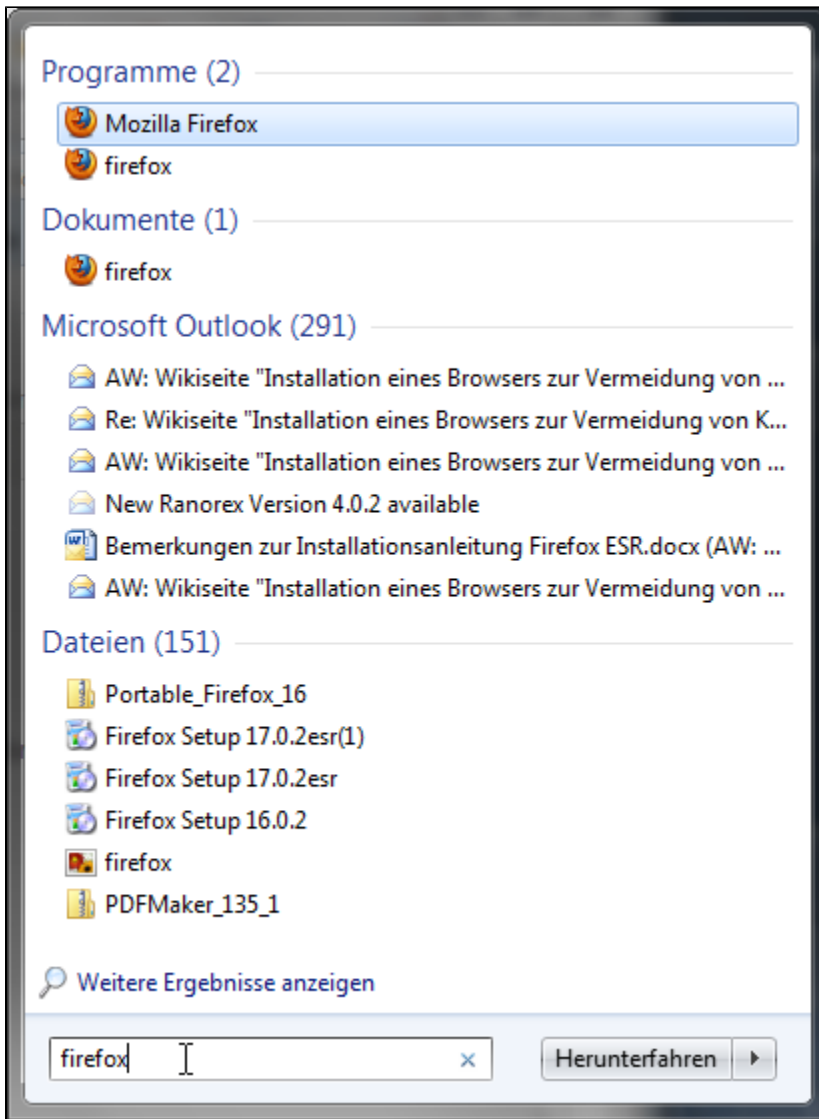 Programme (2)
Mozilla Firefox
firefox
Dokumente (1)
firefox
Microsoft Outlook (291)
AW: Wikiseite "Installation eines Browsers zur Vermeidung von ...
Re: Wikiseite "Installation eines Browsers zur Vermeidung von K...
AW: Wikiseite "Installation eines Browsers zur Vermeidung von ...
New Ranorex Version 4.0.2 available
Bemerkungen zur Installationsanleitung Firefox ESR.docx (AW: ...
AW: Wikiseite "Installation eines Browsers zur Vermeidung von ...
Dateien (151)
Portable_Firefox_16
Firefox Setup 17.0.2esr(1)
Firefox Setup 17.0.2esr
Firefox Setup 16.0.2
firefox
PDFMaker_135_1
Weitere Ergebnisse anzeigen
firefox Herunterfahren